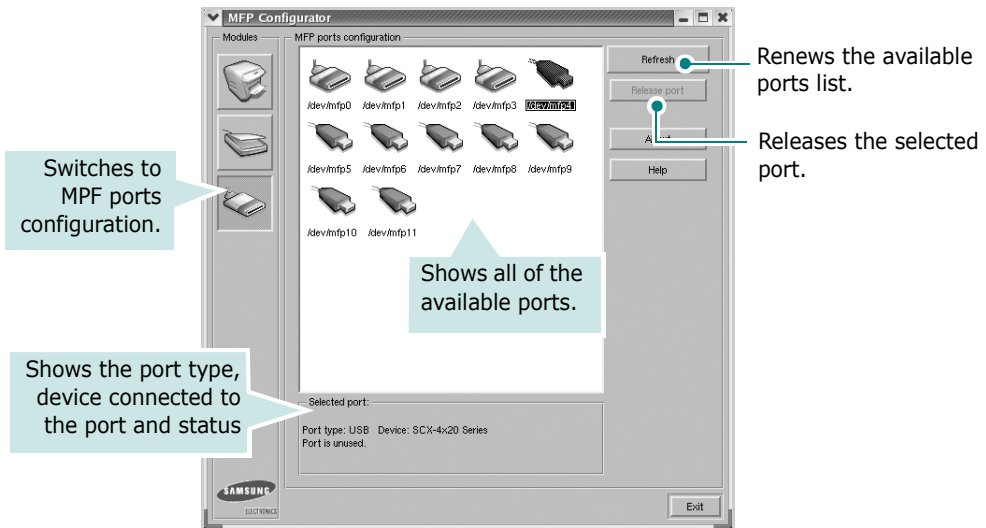 MFP Configurator
Modules
MFP ports configuration
/dev/mfp0 /dev/mfp1 /dev/mfp2 /dev/mfp3 /dev/mfp4
/dev/mfp5 /dev/mfp6 /dev/mfp7 /dev/mfp8 /dev/mfp9
/dev/mfp10 /dev/mfp11
Refresh
Release port
Help
Renews the available
ports list.
Releases the selected
port.
Switches to
MPF ports
configuration.
Shows all of the
available ports.
Shows the port type,
device connected to
the port and status
Selected port:
Port type: USB Device: SCX-4x20 Series
Port is unused.
SAMSUNG
ELECTRONICS
Exit